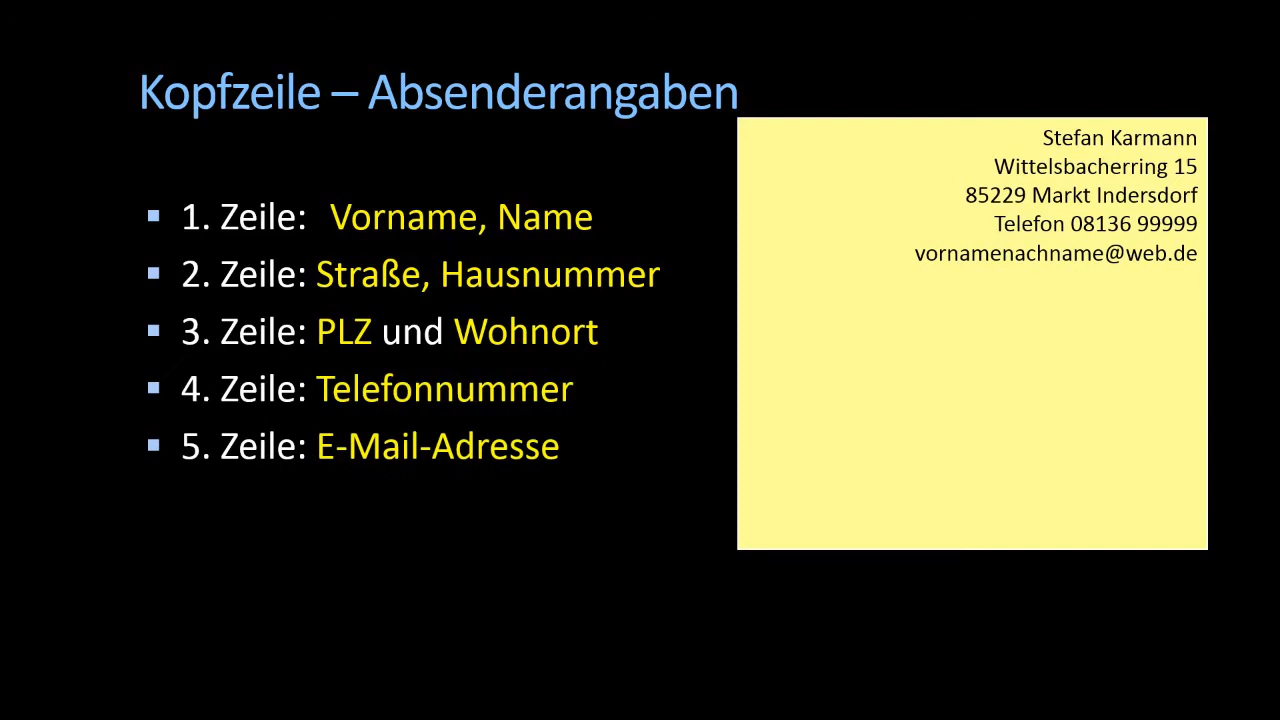 Kopfzeile – Absenderangaben
1. Zeile: Vorname, Name
2. Zeile: Straße, Hausnummer
3. Zeile: PLZ und Wohnort
4. Zeile: Telefonnummer
5. Zeile: E-Mail-Adresse
Stefan Karmann
Wittelsbacherring 15
85229 Markt Indersdorf
Telefon 08136 99999
vornamenachname@web.de